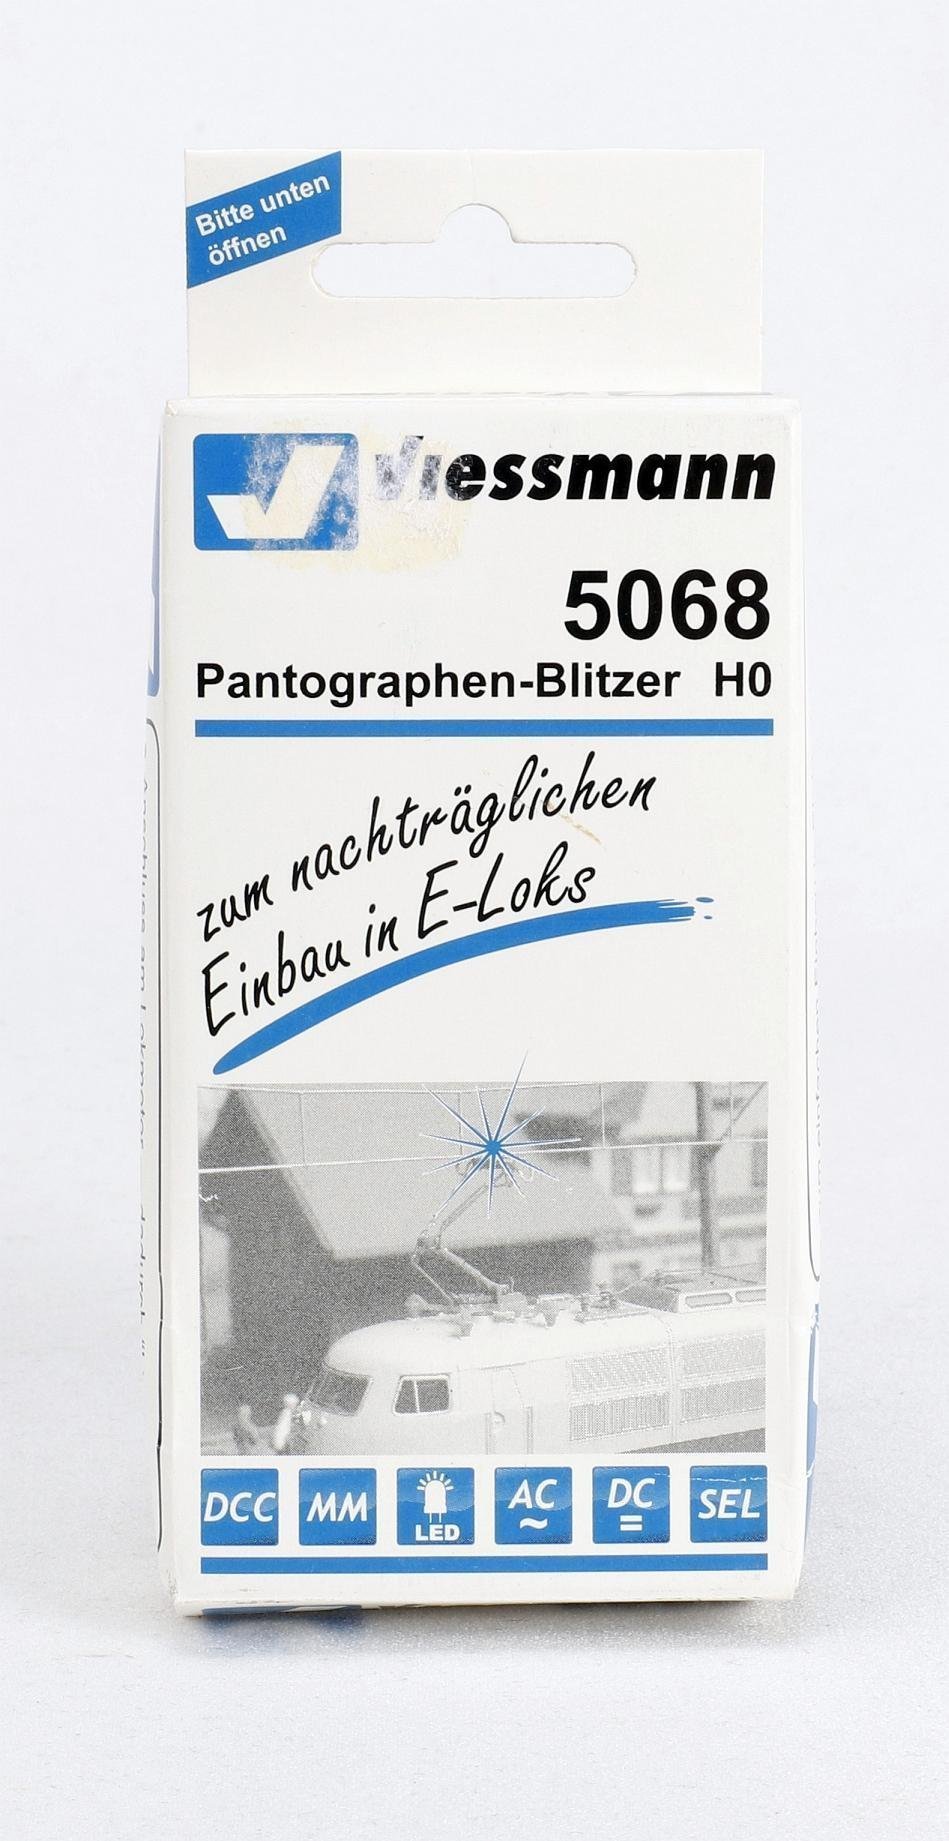 Bitte unten
öffnen
Viessmann
5068
Pantographen-Blitzer H0
zum nachträglichen
Einbau in E-Loks
DCC MM LED AC ~ DC = SEL